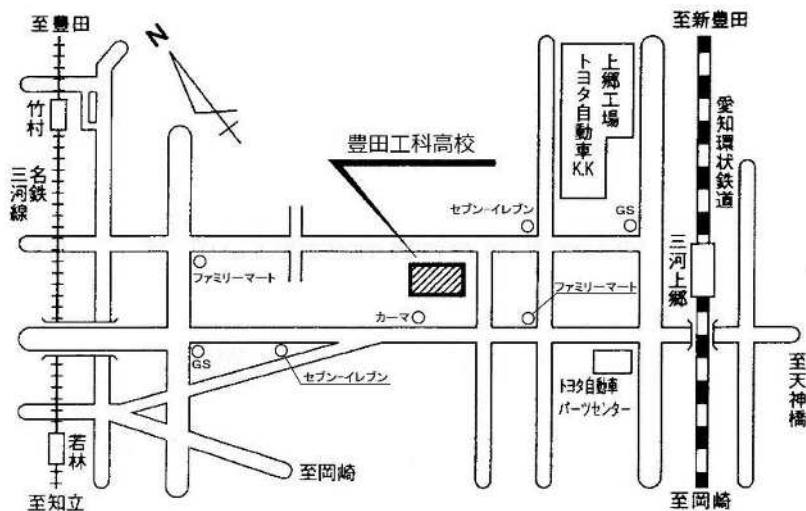 至豊田
N
至新豊田
上郷工場
トヨタ自動車K.K
愛知環状鉄道
竹村
名鉄
三河線
豊田工科高校
セブン-イレブン
GS
三河上郷
ファミリーマート
カーマ
ファミリーマート
GS
セブン-イレブン
トヨタ自動車
パーツセンター
至天神橋
若林
至岡崎
至知立
至岡崎